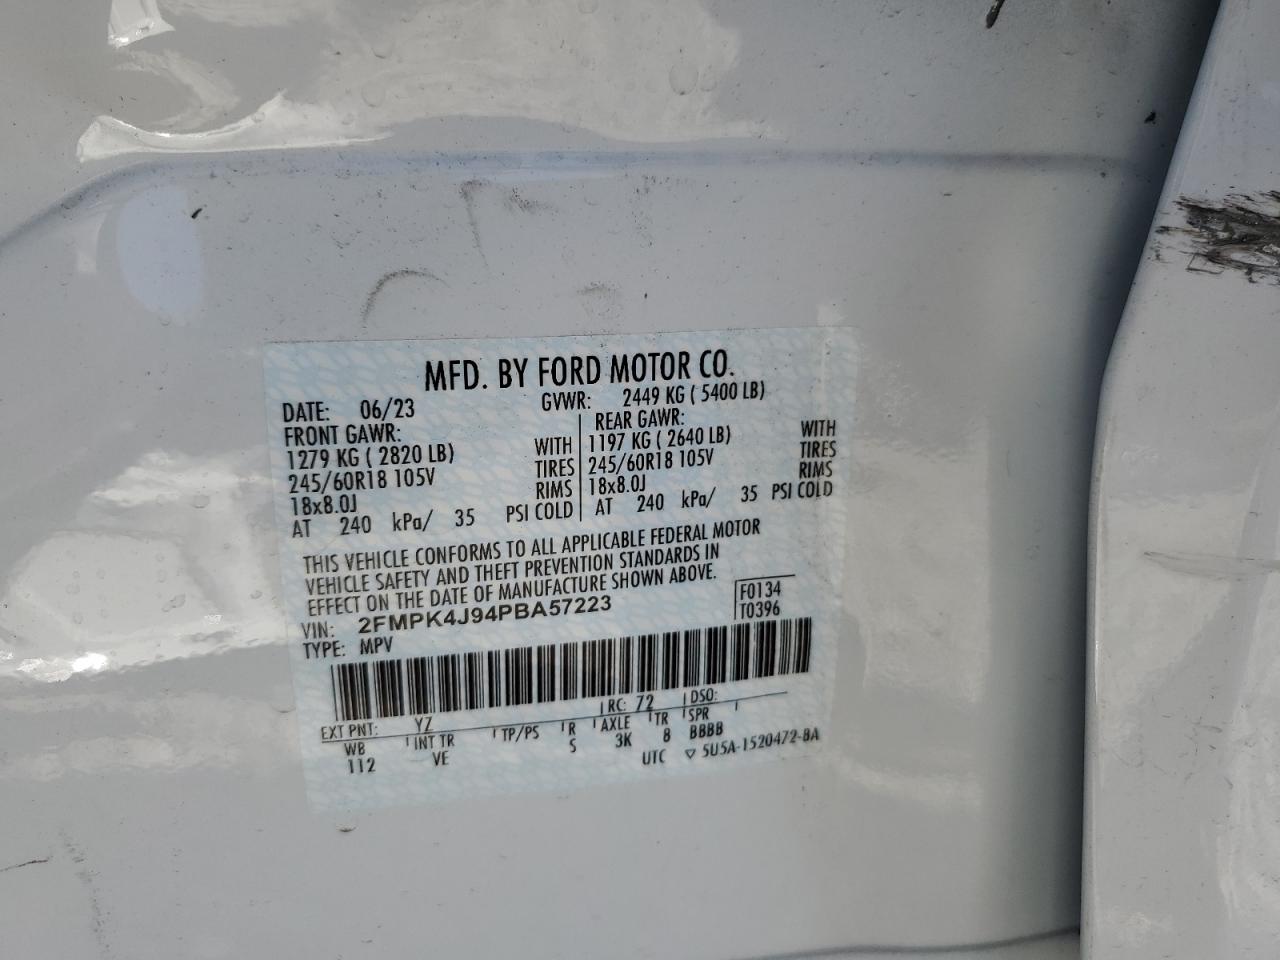 MFD. BY FORD MOTOR CO.
DATE: 06/23 GVWR: 2449 KG ( 5400 LB)
FRONT GAWR: REAR GAWR:
1279 KG ( 2820 LB) WITH 1197 KG ( 2640 LB) WITH
245/60R18 105V TIRES 245/60R18 105V TIRES
18x8.0J RIMS 18x8.0J RIMS
AT 240 kPa/ 35 PSI COLD AT 240 kPa/ 35 PSI COLD
THIS VEHICLE CONFORMS TO ALL APPLICABLE FEDERAL MOTOR
VEHICLE SAFETY AND THEFT PREVENTION STANDARDS IN
EFFECT ON THE DATE OF MANUFACTURE SHOWN ABOVE.
VIN: 2FMPK4J94PBA57223 F0134
TYPE: MPV T0396
EXT PNT: YZ RC: 72 DSO:
WB INT TR TP/PS R AXLE TR SPR
112 VE S 3K 8 BBBB
UTC ▽ 5U5A-1520472-BA